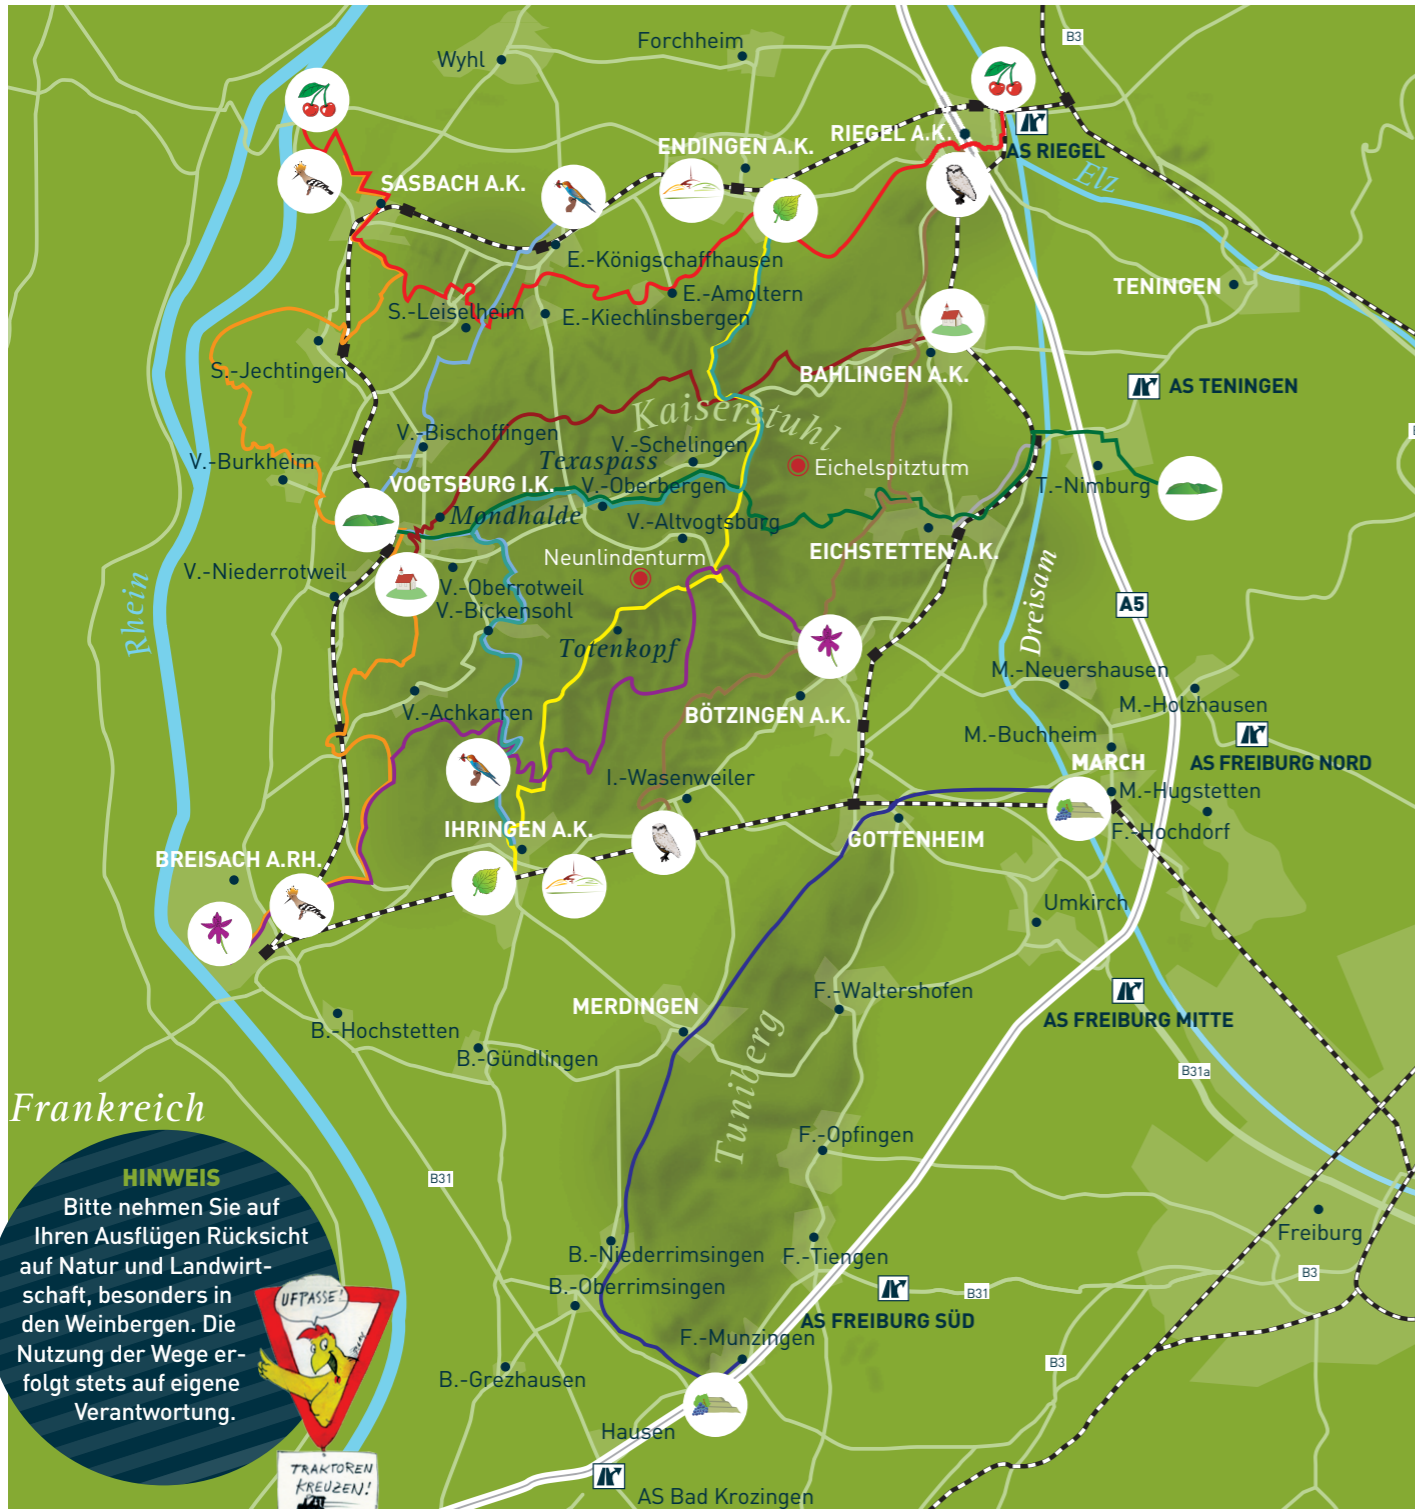 Wyhl
Forchheim
B3
ENDINGEN A.K.
RIEGEL A.K.
AS RIEGEL
Elz
SASBACH A.K.
E.-Königschaffhausen
TENINGEN
E.-Amoltern
S.-Leiselheim
E.-Kiechlinsbergen
S.-Jechtingen
BAHLINGEN A.K.
AS TENINGEN
Kaiserstuhl
V.-Bischoffingen
V.-Schelingen
Texaspass
V.-Burkheim
Eichelspitzturm
VOGTSBURG I.K.
V.-Oberbergen
T.-Nimburg
Mondhalde
V.-Altvogtsburg
EICHSTETTEN A.K.
Neunlindenturm
V.-Niederrotweil
V.-Oberrotweil
V.-Bickensohl
Rhein
A5
Dreisam
Totenkopf
M.-Neuershausen
V.-Achkarren
BÖTZINGEN A.K.
M.-Holzhausen
M.-Buchheim
MARCH
AS FREIBURG NORD
I.-Wasenweiler
M.-Hugstetten
IHRINGEN A.K.
GOTTENHEIM
F.-Hochdorf
BREISACH A.RH.
Umkirch
F.-Waltershofen
MERDINGEN
AS FREIBURG MITTE
B.-Hochstetten
B.-Gündlingen
B31a
Tuniberg
Frankreich
F.-Opfingen
B31
HINWEIS
Bitte nehmen Sie auf
Ihren Ausflügen Rücksicht
auf Natur und Landwirt-
schaft, besonders in
den Weinbergen. Die
Nutzung der Wege er-
folgt stets auf eigene
Verantwortung.
UFPASSE!
TRAKTOREN
KREUZEN!
Freiburg
B.-Niederrimsingen
F.-Tiengen
B3
B.-Oberrimsingen
B31
AS FREIBURG SÜD
F.-Munzingen
B3
B.-Grezhausen
Hausen
AS Bad Krozingen